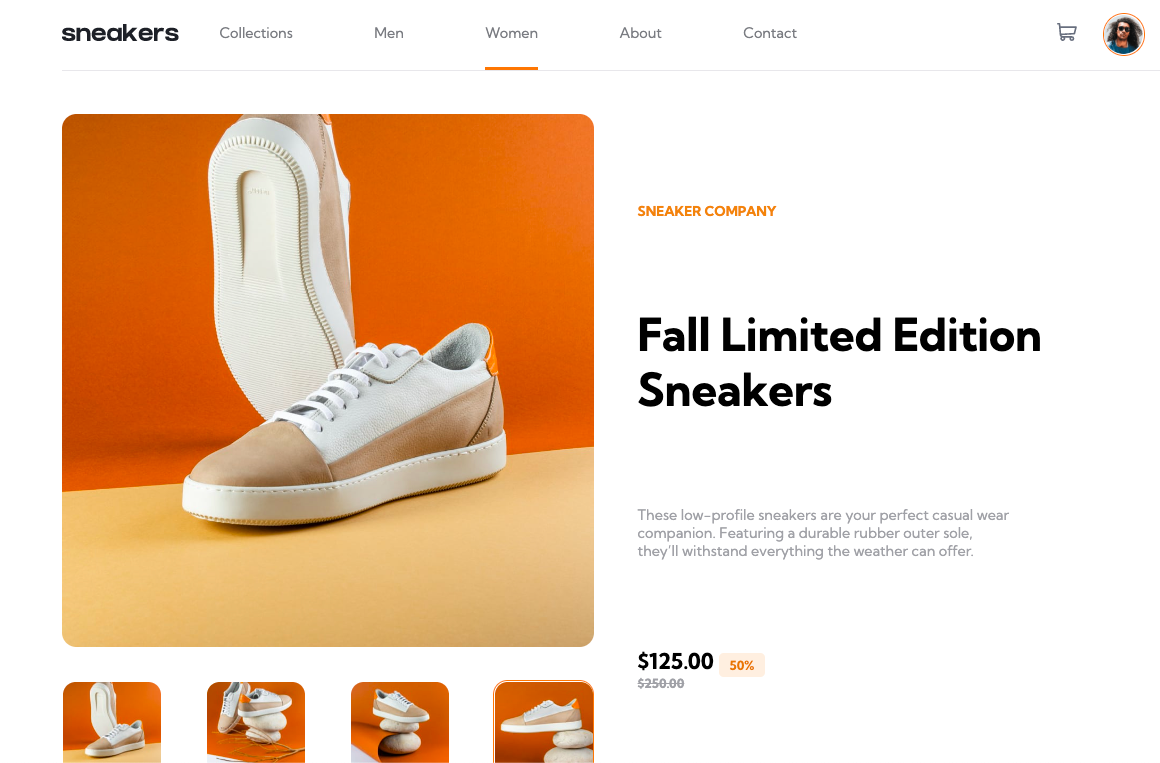 sneakers
Collections
Men
Women
About
Contact
SNEAKER COMPANY
Fall Limited Edition
Sneakers
These low-profile sneakers are your perfect casual wear
companion. Featuring a durable rubber outer sole,
they'll withstand everything the weather can offer.
$125.00 50%
$250.00